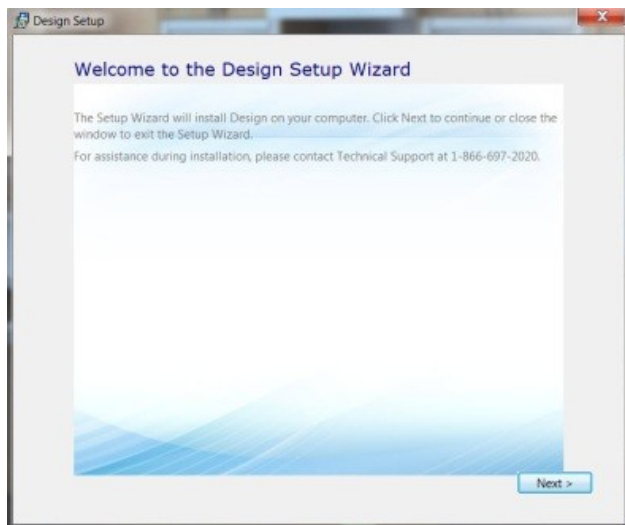 Design Setup
Welcome to the Design Setup Wizard
The Setup Wizard will install Design on your computer. Click Next to continue or close the
window to exit the Setup Wizard.
For assistance during installation, please contact Technical Support at 1-866-697-2020.
Next >